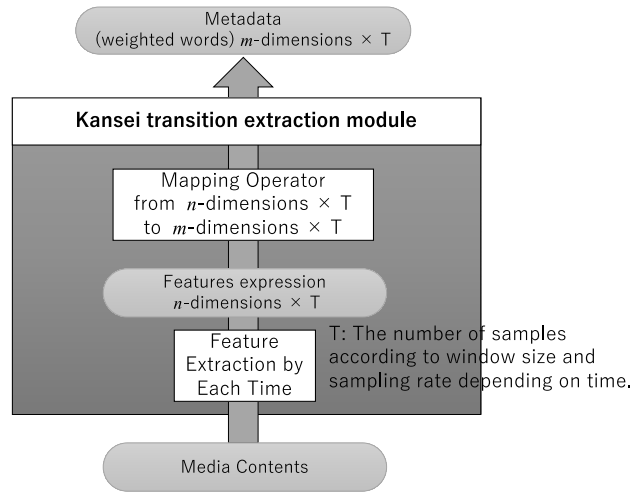 Metadata
(weighted words) m-dimensions × T
Kansei transition extraction module
Mapping Operator
from n-dimensions × T
to m-dimensions × T
Features expression
n-dimensions × T
Feature
Extraction by
Each Time
T: The number of samples
according to window size and
sampling rate depending on time.
Media Contents